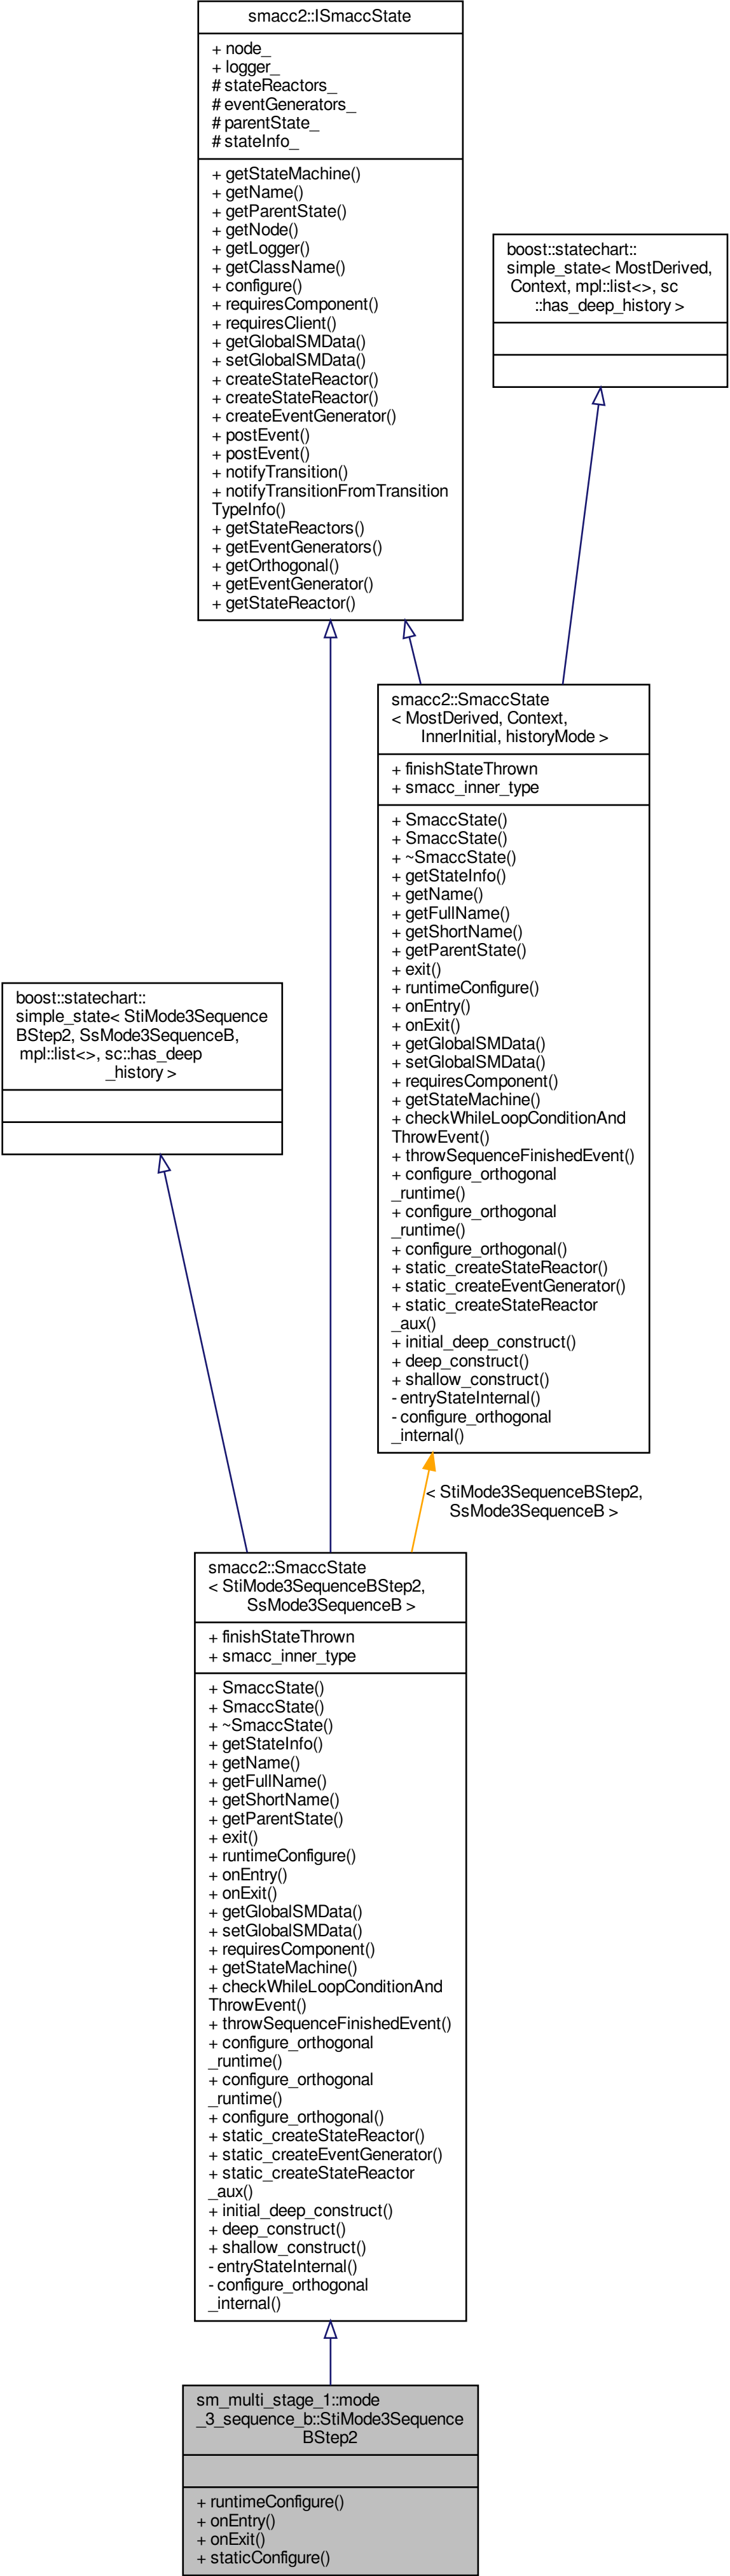 smacc2::ISmaccState
+ node_
+ logger_
# stateReactors_
# eventGenerators_
# parentState_
# stateInfo_
+ getStateMachine()
+ getName()
+ getParentState()
+ getNode()
+ getLogger()
+ getClassName()
+ configure()
+ requiresComponent()
+ requiresClient()
+ getGlobalSMData()
+ setGlobalSMData()
+ createStateReactor()
+ createStateReactor()
+ createEventGenerator()
+ postEvent()
+ postEvent()
+ notifyTransition()
+ notifyTransitionFromTransition
TypeInfo()
+ getStateReactors()
+ getEventGenerators()
+ getOrthogonal()
+ getEventGenerator()
+ getStateReactor()
boost::statechart::
simple_state< MostDerived,
Context, mpl::list<>, sc
::has_deep_history >
smacc2::SmaccState
< MostDerived, Context,
InnerInitial, historyMode >
+ finishStateThrown
+ smacc_inner_type
+ SmaccState()
+ SmaccState()
+ ~SmaccState()
+ getStateInfo()
+ getName()
+ getFullName()
+ getShortName()
+ getParentState()
+ exit()
+ runtimeConfigure()
+ onEntry()
+ onExit()
+ getGlobalSMData()
+ setGlobalSMData()
+ requiresComponent()
+ getStateMachine()
+ checkWhileLoopConditionAnd
ThrowEvent()
+ throwSequenceFinishedEvent()
+ configure_orthogonal
_runtime()
+ configure_orthogonal
_runtime()
+ configure_orthogonal()
+ static_createStateReactor()
+ static_createEventGenerator()
+ static_createStateReactor
_aux()
+ initial_deep_construct()
+ deep_construct()
+ shallow_construct()
- entryStateInternal()
- configure_orthogonal
_internal()
boost::statechart::
simple_state< StiMode3Sequence
BStep2, SsMode3SequenceB,
mpl::list<>, sc::has_deep
_history >
< StiMode3SequenceBStep2,
SsMode3SequenceB >
smacc2::SmaccState
< StiMode3SequenceBStep2,
SsMode3SequenceB >
+ finishStateThrown
+ smacc_inner_type
+ SmaccState()
+ SmaccState()
+ ~SmaccState()
+ getStateInfo()
+ getName()
+ getFullName()
+ getShortName()
+ getParentState()
+ exit()
+ runtimeConfigure()
+ onEntry()
+ onExit()
+ getGlobalSMData()
+ setGlobalSMData()
+ requiresComponent()
+ getStateMachine()
+ checkWhileLoopConditionAnd
ThrowEvent()
+ throwSequenceFinishedEvent()
+ configure_orthogonal
_runtime()
+ configure_orthogonal
_runtime()
+ configure_orthogonal()
+ static_createStateReactor()
+ static_createEventGenerator()
+ static_createStateReactor
_aux()
+ initial_deep_construct()
+ deep_construct()
+ shallow_construct()
- entryStateInternal()
- configure_orthogonal
_internal()
sm_multi_stage_1::mode
_3_sequence_b::StiMode3Sequence
BStep2
+ runtimeConfigure()
+ onEntry()
+ onExit()
+ staticConfigure()